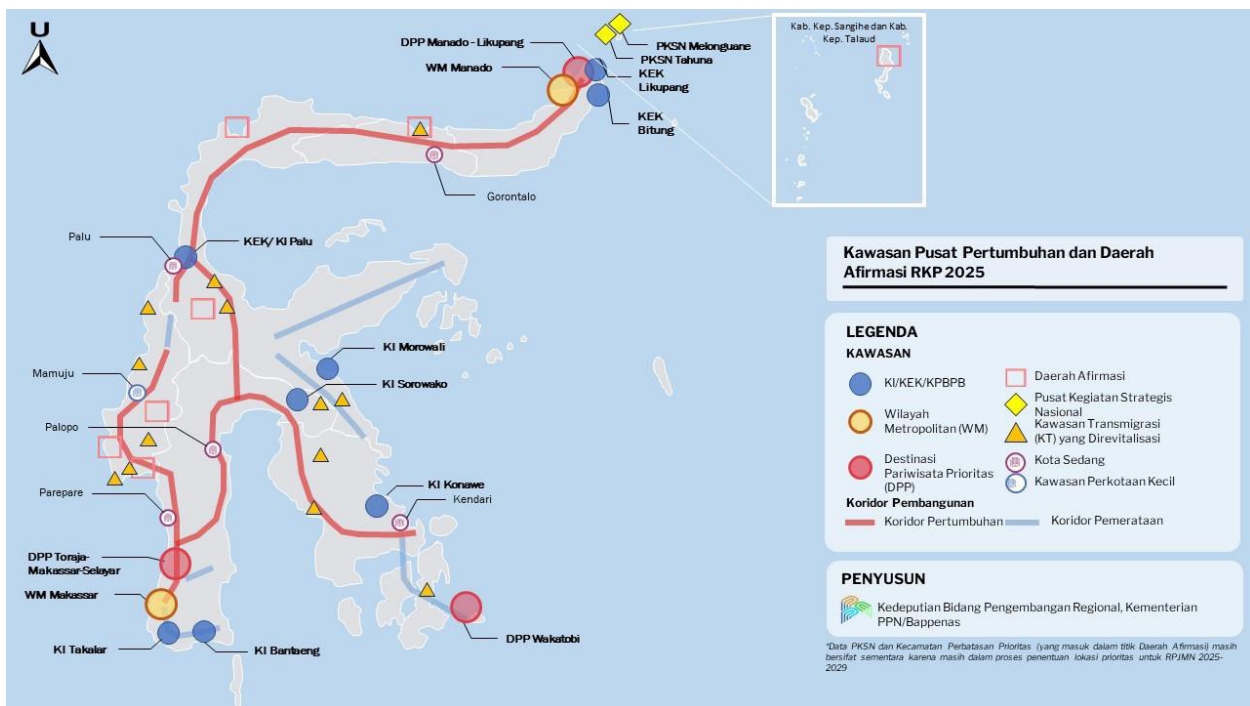 U
DPP Manado - Likupang
WM Manado
PKSN Melonguane
PKSN Tahuna
KEK
Likupang
KEK
Bitung
Kab. Kep. Sangihe dan Kab.
Kep. Talaud
Gorontalo
Palu
KEK/ KI Palu
KI Morowali
KI Sorowako
Mamuju
Palopo
Parepare
KI Konawe
Kendari
DPP Toraja-
Makassar-Selayar
WM Makassar
KI Takalar
KI Bantaeng
DPP Wakatobi
Kawasan Pusat Pertumbuhan dan Daerah
Afirmasi RKP 2025
LEGENDA
KAWASAN
KI/KEK/KPBPB
Wilayah
Metropolitan (WM)
Destinasi
Pariwisata Prioritas
(DPP)
Daerah Afirmasi
Pusat Kegiatan Strategis
Nasional
Kawasan Transmigrasi
(KT) yang Direvitalisasi
Kota Sedang
Kawasan Perkotaan Kecil
Koridor Pembangunan
Koridor Pertumbuhan
Koridor Pemerataan
PENYUSUN
Kedeputian Bidang Pengembangan Regional, Kementerian
PPN/Bappenas
*Data PKSN dan Kecamatan Perbatasan Prioritas (yang masuk dalam titik Daerah Afirmasi) masih
bersifat sementara karena masih dalam proses penentuan lokasi prioritas untuk RPJMN 2025-
2029